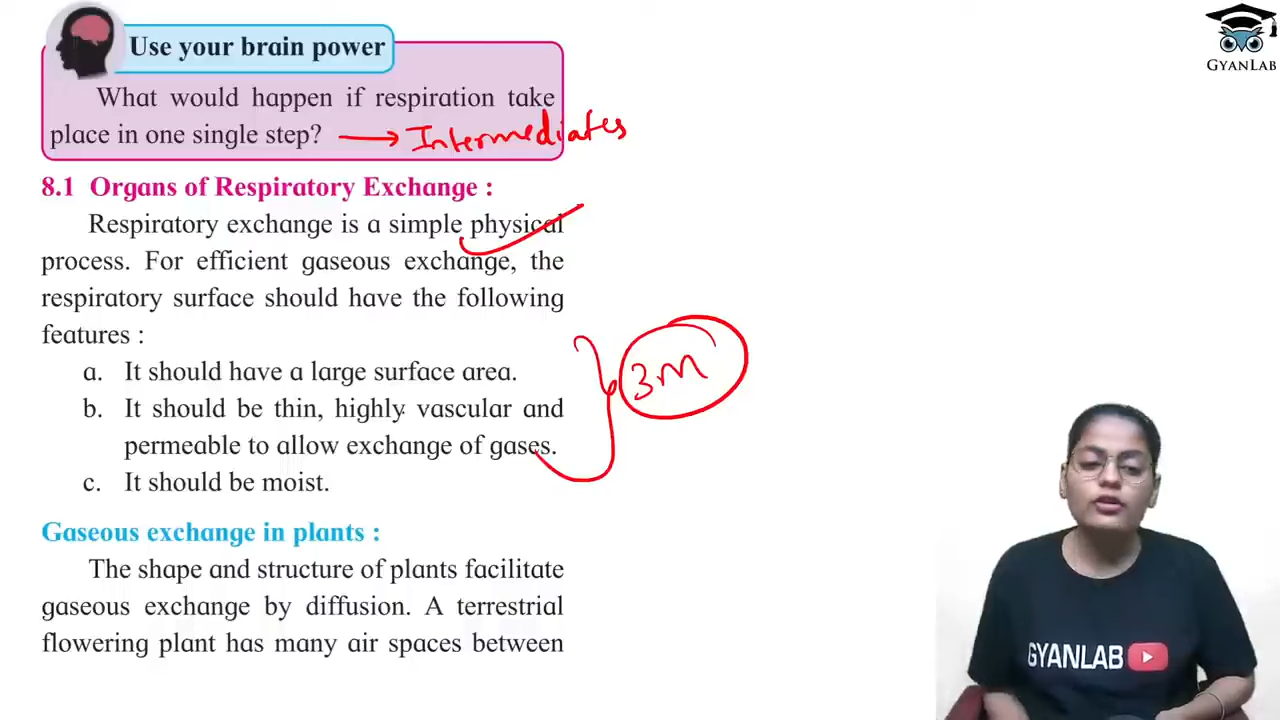 Use your brain power
GYANLAB
What would happen if respiration take
place in one single step? → Intermediates
8.1 Organs of Respiratory Exchange :
Respiratory exchange is a simple physical
process. For efficient gaseous exchange, the
respiratory surface should have the following
features :
a. It should have a large surface area.
3M
b. It should be thin, highly vascular and
permeable to allow exchange of gases.
c. It should be moist.
Gaseous exchange in plants :
The shape and structure of plants facilitate
gaseous exchange by diffusion. A terrestrial
flowering plant has many air spaces between
GYANLAB